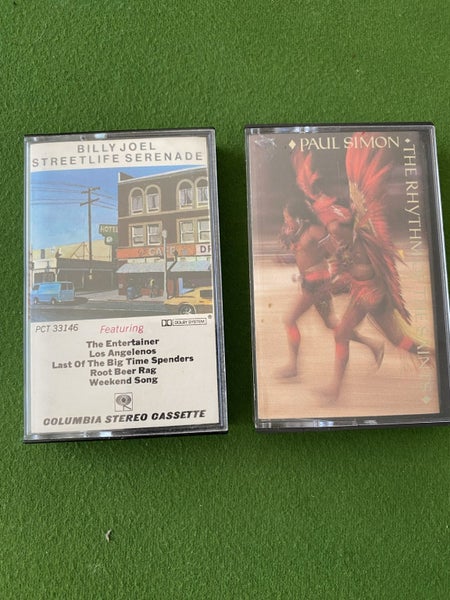 BILLY JOEL
STREETLIFE SERENADE
HOTEL
PCT 33146
DOLBY SYSTEM
Featuring
The Entertainer
Los Angelenos
Last Of The Big Time Spenders
Root Beer Rag
Weekend Song
COLUMBIA STEREO CASSETTE
PAUL SIMON
THE RHYTHM